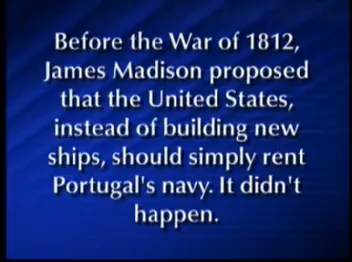 Before the War of 1812,
James Madison proposed
that the United States,
instead of building new
ships, should simply rent
Portugal's navy. It didn't
happen.